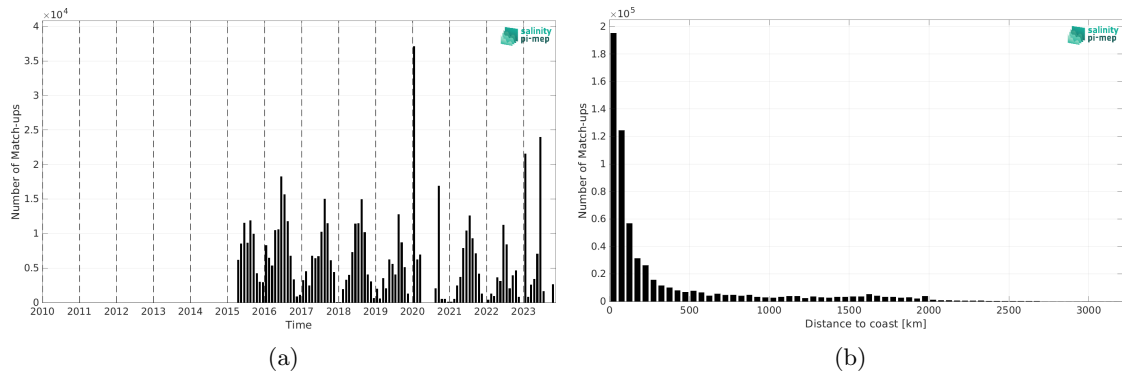 ×10⁴
4
3.5
3
2.5
2
1.5
1
0.5
0
Number of Match-ups
2010 2011 2012 2013 2014 2015 2016 2017 2018 2019 2020 2021 2022 2023
Time
salinity
pi-mep
(a)
×10⁵
2
1.8
1.6
1.4
1.2
1
0.8
0.6
0.4
0.2
0
Number of Match-ups
0 500 1000 1500 2000 2500 3000
Distance to coast [km]
salinity
pi-mep
(b)